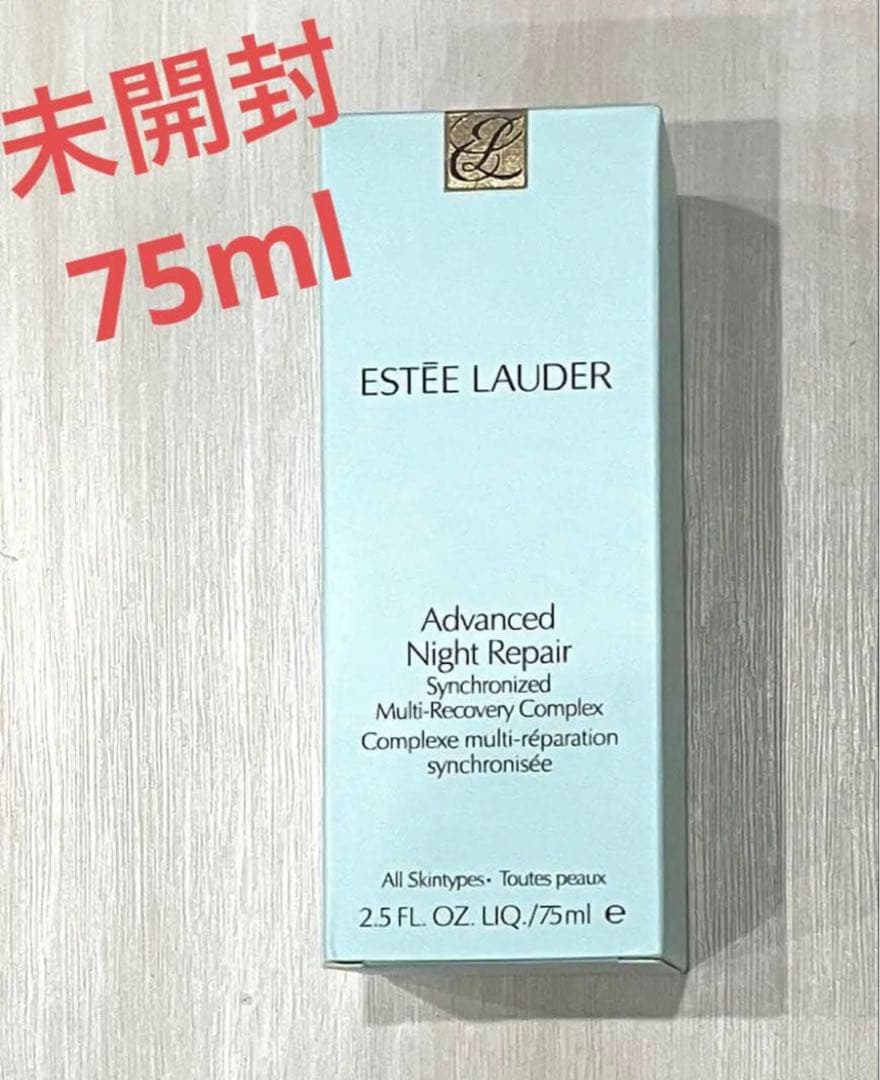 未開封
75ml
EL
ESTĒE LAUDER
Advanced
Night Repair
Synchronized
Multi-Recovery Complex
Complexe multi-réparation
synchronisée
All Skintypes• Toutes peaux
2.5 FL. OZ. LIQ./75ml e